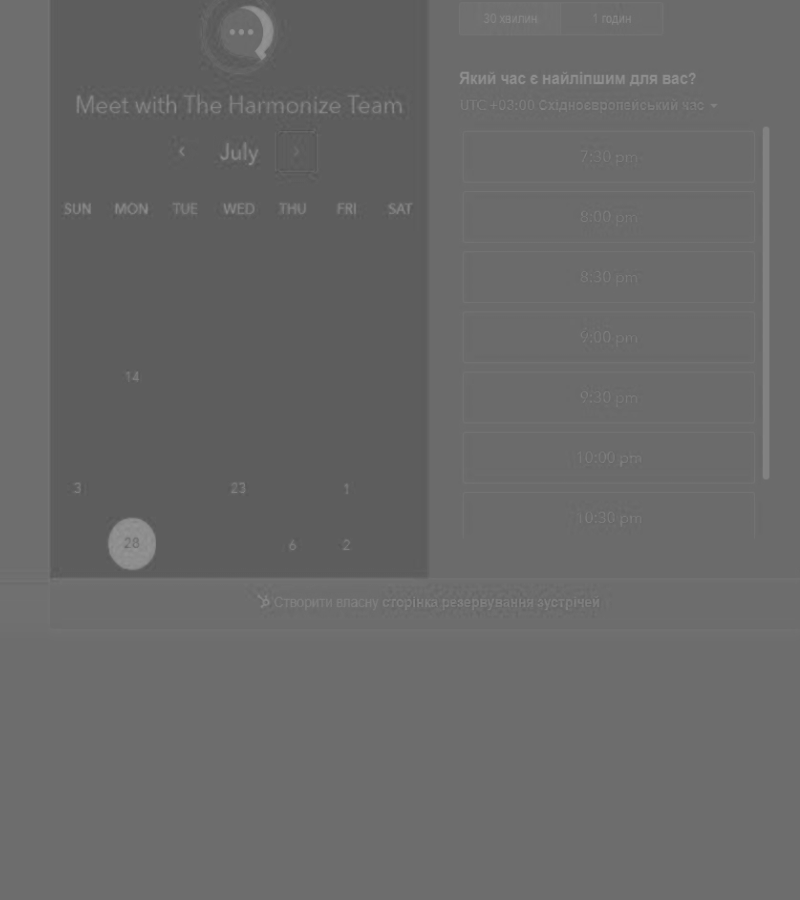 Meet with The Harmonize Team
July
SUN MON TUE WED THU FRI SAT
14
3 23 1
28 6 2
30 хвилин 1 годин
Який час є найліпшим для вас?
UTC +03:00 Східноєвропейський час
7:30 pm
8:00 pm
8:30 pm
9:00 pm
9:30 pm
10:00 pm
10:30 pm
Створити власну сторінка резервування зустрічей